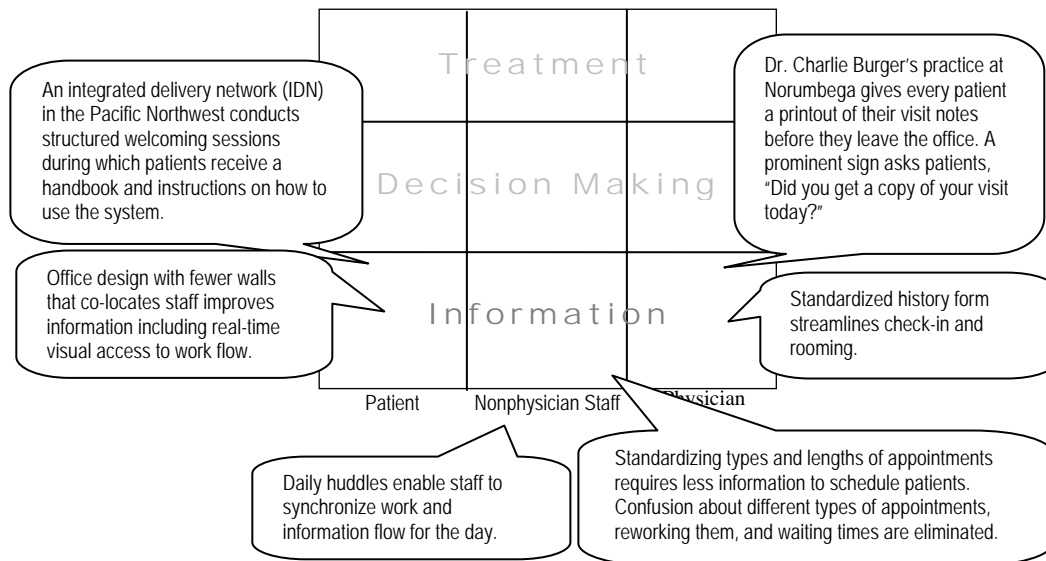 Treatment
An integrated delivery network (IDN)
in the Pacific Northwest conducts
structured welcoming sessions
during which patients receive a
handbook and instructions on how to
use the system.
Dr. Charlie Burger’s practice at
Norumbega gives every patient
a printout of their visit notes
before they leave the office. A
prominent sign asks patients,
“Did you get a copy of your visit
today?”
Decision Making
Office design with fewer walls
that co-locates staff improves
information including real-time
visual access to work flow.
Information
Standardized history form
streamlines check-in and
rooming.
Patient
Nonphysician Staff
Physician
Daily huddles enable staff to
synchronize work and
information flow for the day.
Standardizing types and lengths of appointments
requires less information to schedule patients.
Confusion about different types of appointments,
reworking them, and waiting times are eliminated.